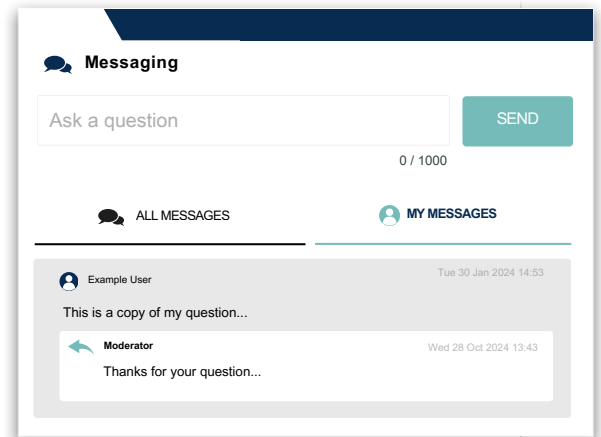 Messaging
Ask a question
SEND
0 / 1000
ALL MESSAGES
MY MESSAGES
Example User
Tue 30 Jan 2024 14:53
This is a copy of my question...
Moderator
Wed 28 Oct 2024 13:43
Thanks for your question...